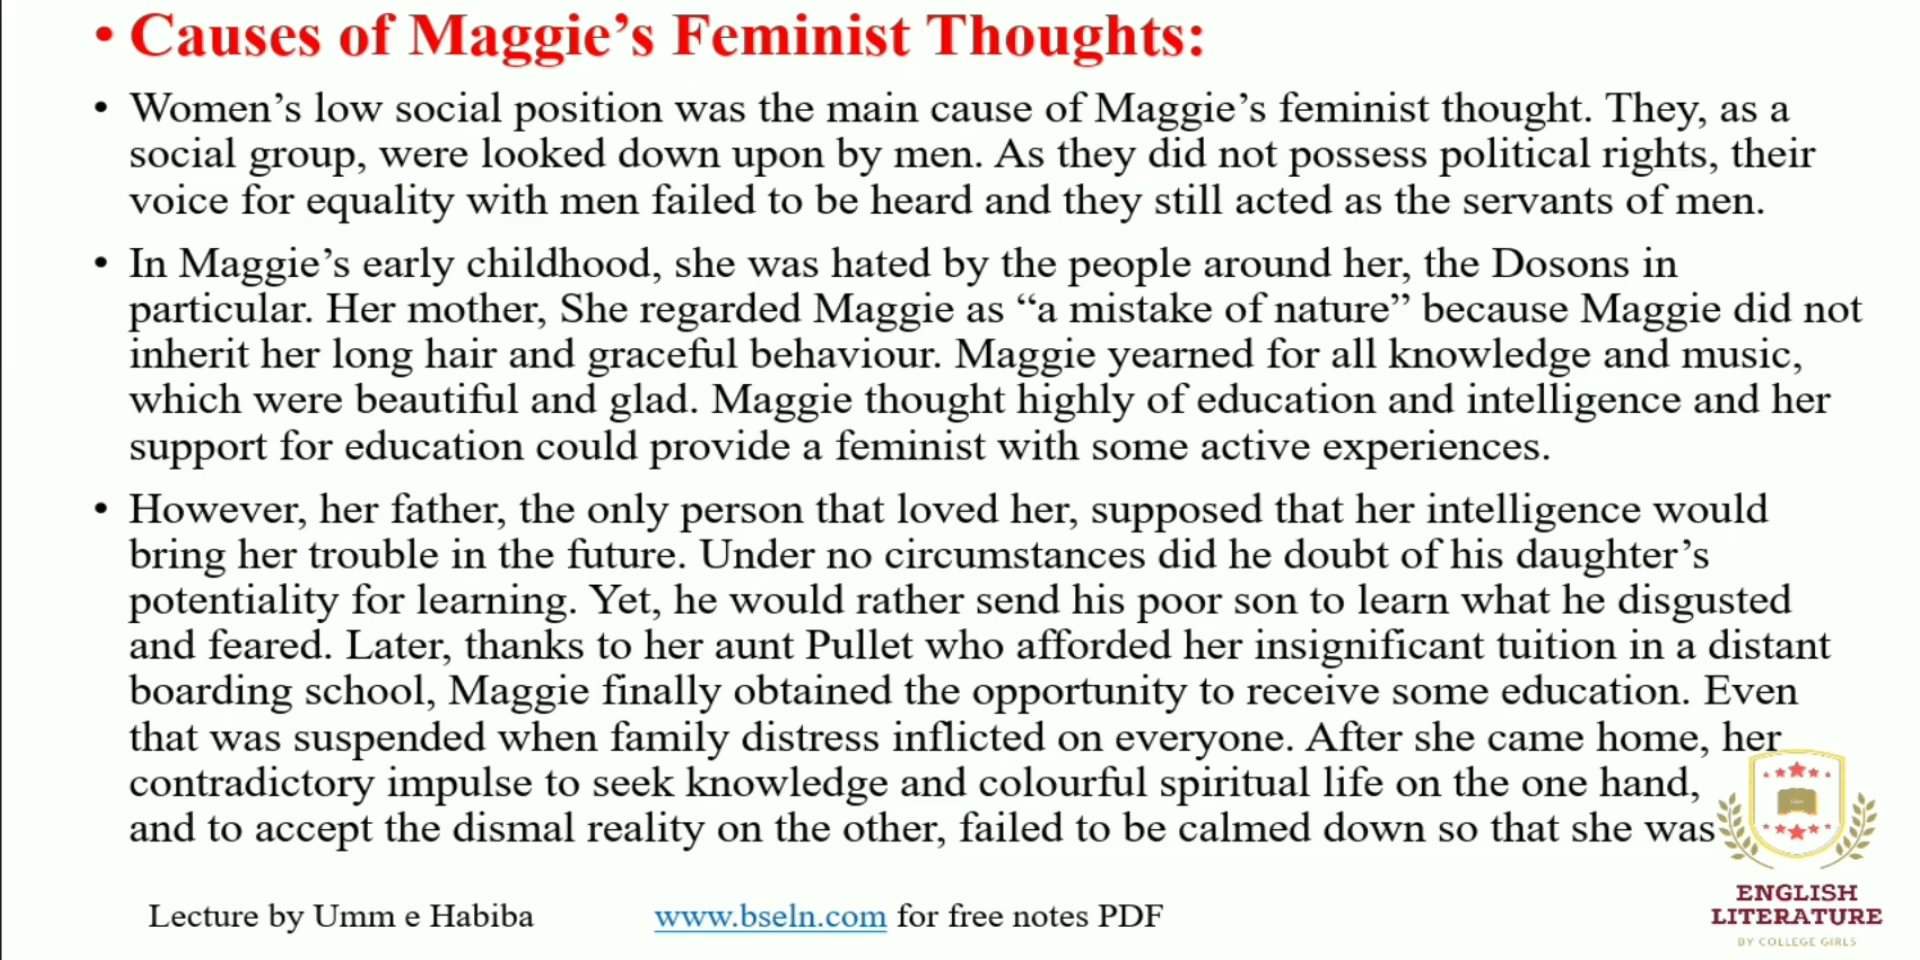 • Causes of Maggie’s Feminist Thoughts:
• Women’s low social position was the main cause of Maggie’s feminist thought. They, as a
social group, were looked down upon by men. As they did not possess political rights, their
voice for equality with men failed to be heard and they still acted as the servants of men.
• In Maggie’s early childhood, she was hated by the people around her, the Dosons in
particular. Her mother, She regarded Maggie as “a mistake of nature” because Maggie did not
inherit her long hair and graceful behaviour. Maggie yearned for all knowledge and music,
which were beautiful and glad. Maggie thought highly of education and intelligence and her
support for education could provide a feminist with some active experiences.
• However, her father, the only person that loved her, supposed that her intelligence would
bring her trouble in the future. Under no circumstances did he doubt of his daughter’s
potentiality for learning. Yet, he would rather send his poor son to learn what he disgusted
and feared. Later, thanks to her aunt Pullet who afforded her insignificant tuition in a distant
boarding school, Maggie finally obtained the opportunity to receive some education. Even
that was suspended when family distress inflicted on everyone. After she came home, her
contradictory impulse to seek knowledge and colourful spiritual life on the one hand,
and to accept the dismal reality on the other, failed to be calmed down so that she was
Lecture by Umm e Habiba www.bseln.com for free notes PDF
ENGLISH
LITERATURE
BY COLLEGE GIRLS